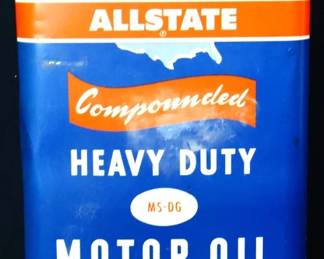 ALLSTATE
®
Compounded
HEAVY DUTY
MS-DG
MOTOR OIL